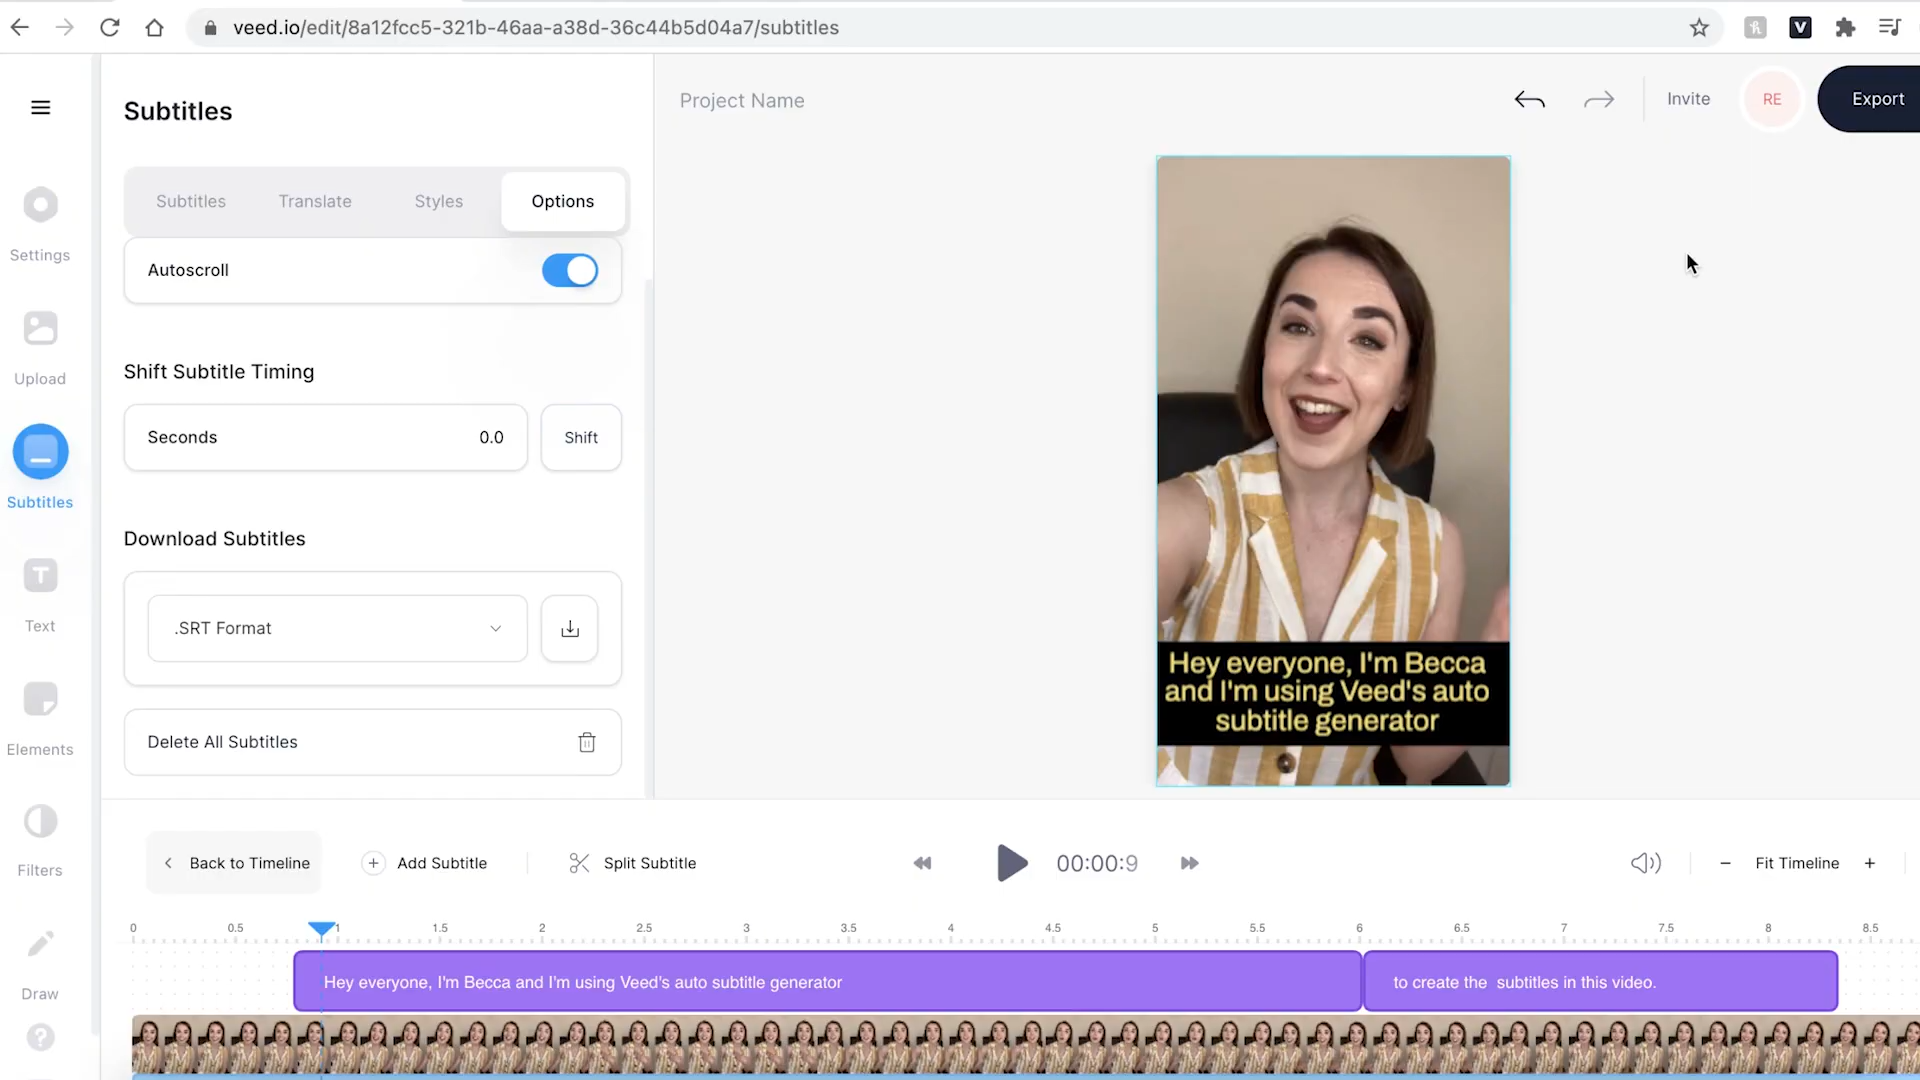 veed.io/edit/8a12fcc5-321b-46aa-a38d-36c44b5d04a7/subtitles
Subtitles
Project Name
Invite
RE
Export
Subtitles
Translate
Styles
Options
Autoscroll
Shift Subtitle Timing
Seconds
0.0
Shift
Download Subtitles
.SRT Format
Delete All Subtitles
Settings
Upload
Subtitles
Text
Elements
Filters
Draw
Hey everyone, I'm Becca
and I'm using Veed's auto
subtitle generator
Back to Timeline
Add Subtitle
Split Subtitle
00:00:9
Fit Timeline
0 0.5 1 1.5 2 2.5 3 3.5 4 4.5 5 5.5 6 6.5 7 7.5 8 8.5
Hey everyone, I'm Becca and I'm using Veed's auto subtitle generator
to create the  subtitles in this video.